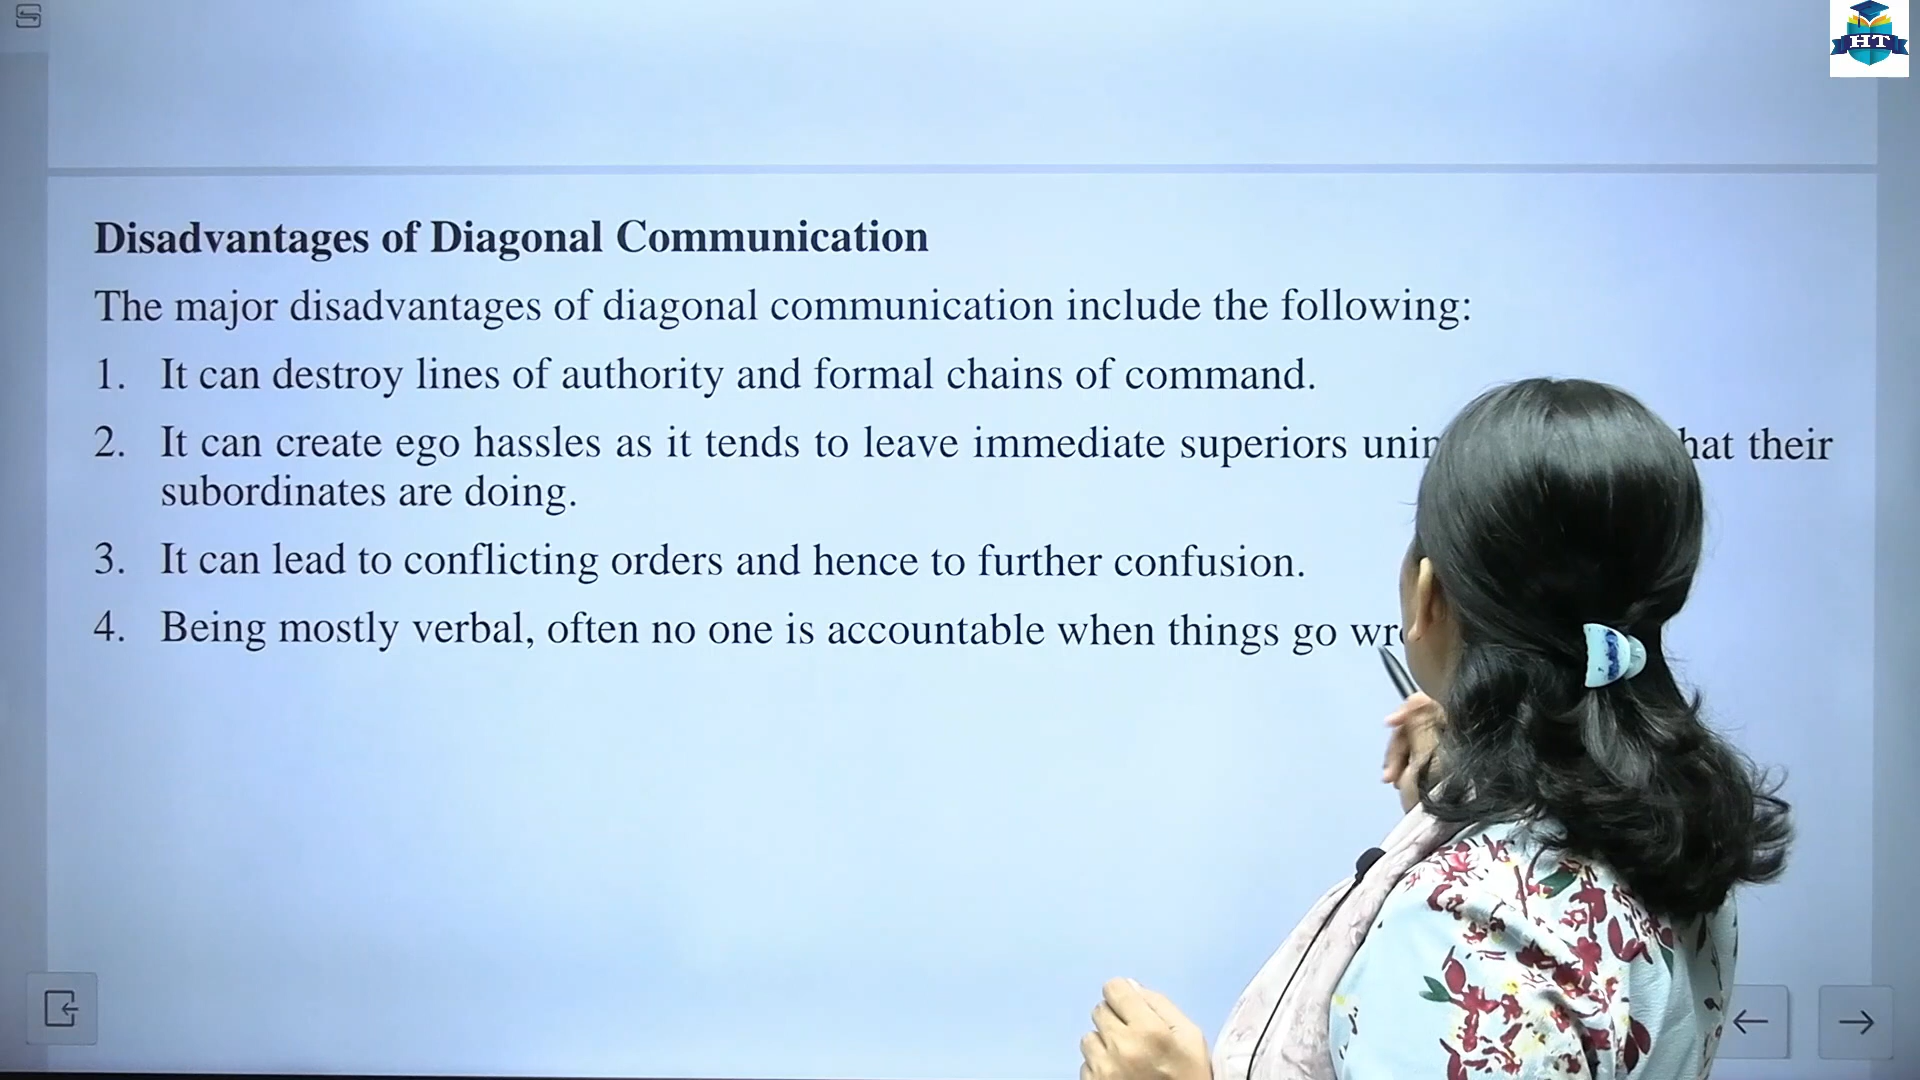 HT
Disadvantages of Diagonal Communication
The major disadvantages of diagonal communication include the following:
1. It can destroy lines of authority and formal chains of command.
2. It can create ego hassles as it tends to leave immediate superiors their
subordinates are doing.
3. It can lead to conflicting orders and hence to further confusion.
4. Being mostly verbal, often no one is accountable when things go